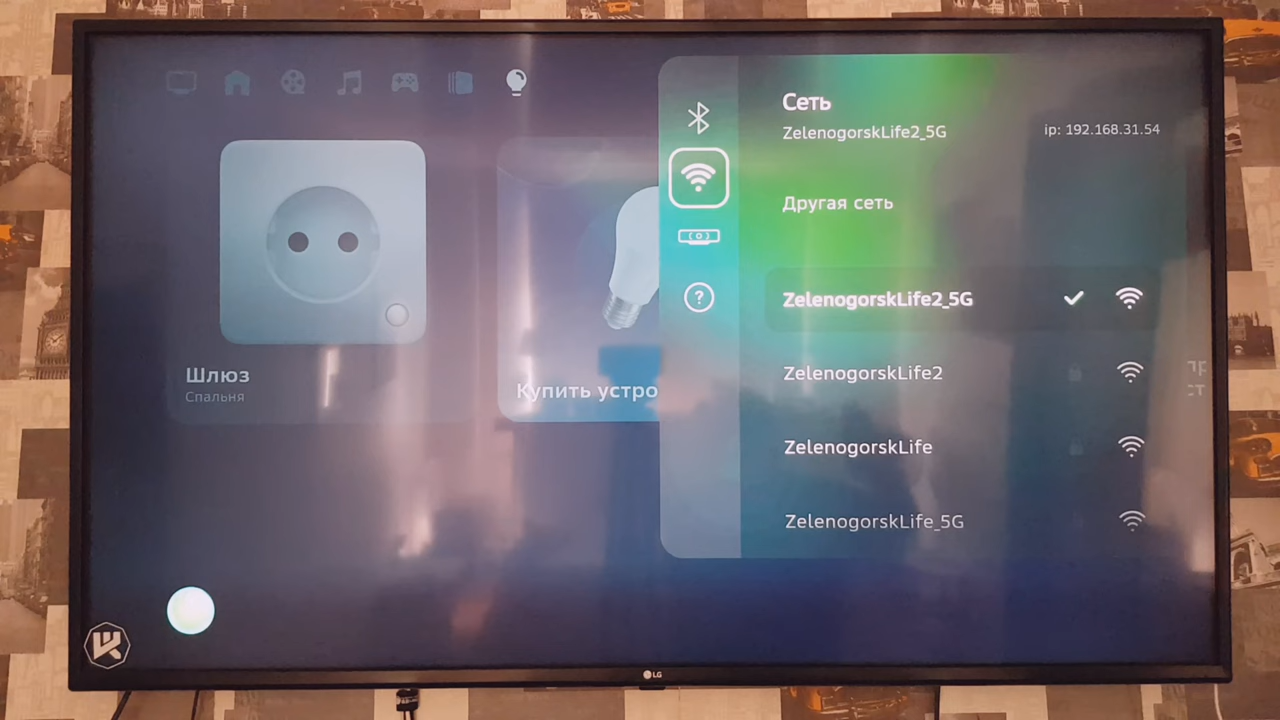 Сеть
ZelenogorskLife2_5G
ip: 192.168.31.54
Другая сеть
ZelenogorskLife2_5G
ZelenogorskLife2
ZelenogorskLife
ZelenogorskLife_5G
?
Шлюз
Спальня
Купить устро
LG